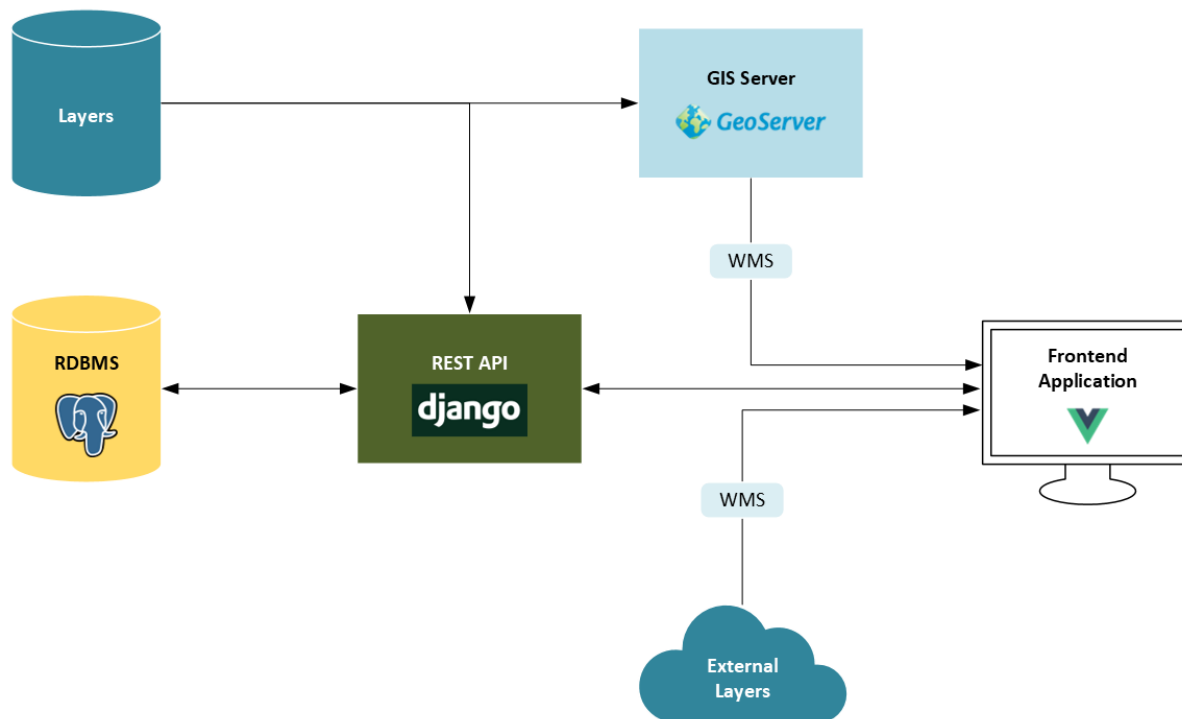 Layers
GIS Server
GeoServer
WMS
RDBMS
REST API
django
Frontend
Application
WMS
External
Layers